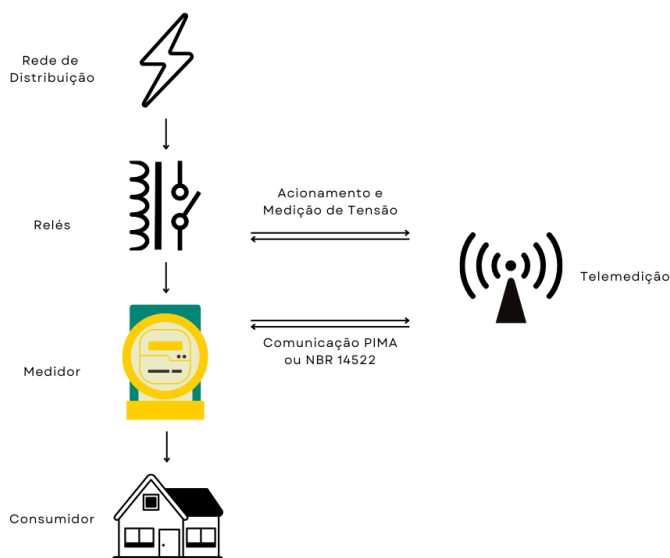 Rede de
Distribuição
Relés
Acionamento e
Medição de Tensão
Telemedição
Comunicação PIMA
ou NBR 14522
Medidor
Consumidor